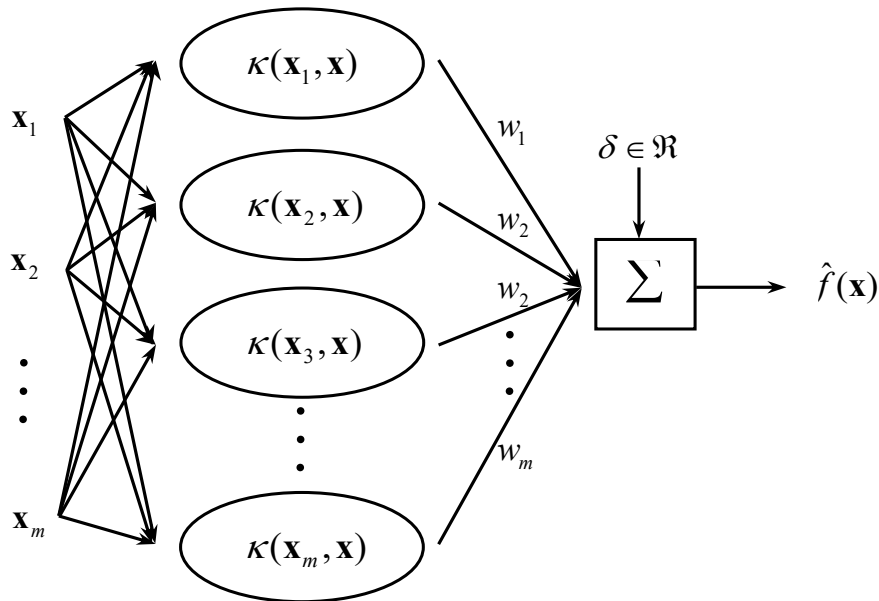 𝐱₁
𝐱₂
𝐱ₘ
κ(𝐱₁, 𝐱)
κ(𝐱₂, 𝐱)
κ(𝐱₃, 𝐱)
κ(𝐱ₘ, 𝐱)
w₁
w₂
w₂
wₘ
δ ∈ ℜ
Σ
f̂(𝐱)